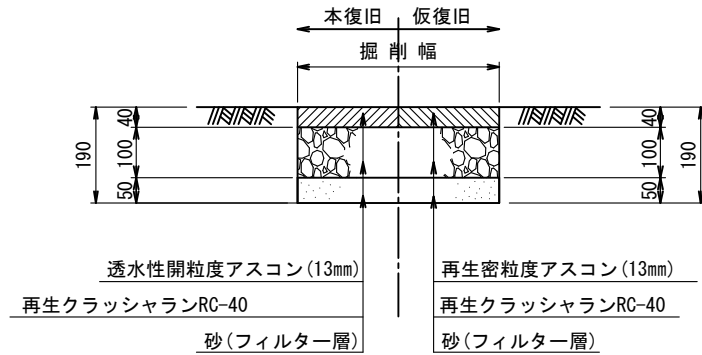 本復旧 仮復旧
掘 削 幅
40 40
100 100
190 190
50 50
透水性開粒度アスコン(13mm) 再生密粒度アスコン(13mm)
再生クラッシャランRC-40 再生クラッシャランRC-40
砂(フィルター層) 砂(フィルター層)